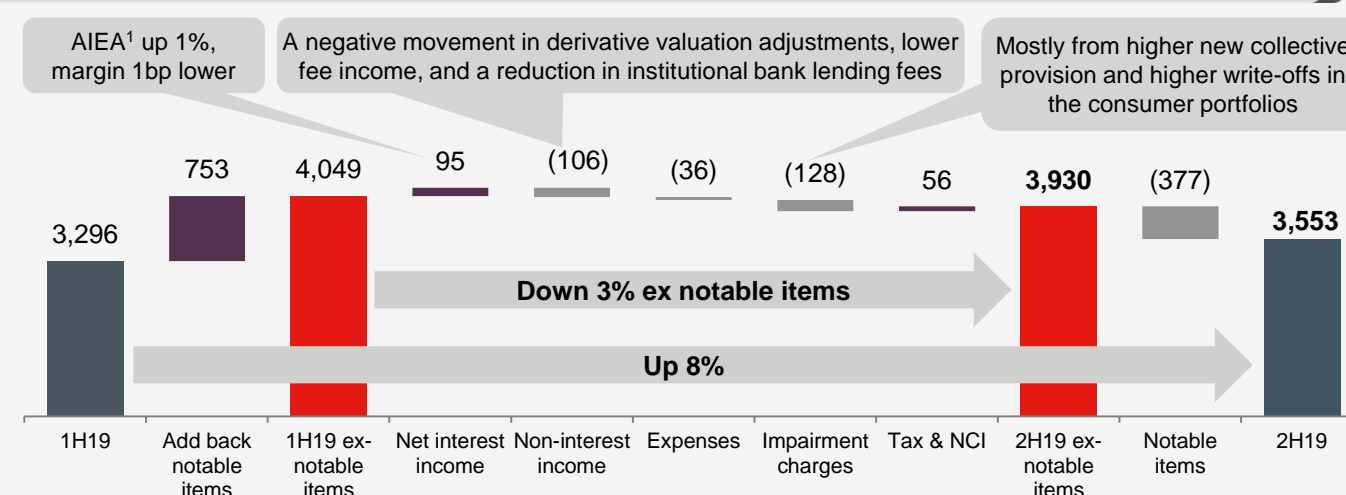 AIEA1 up 1%,
margin 1bp lower
A negative movement in derivative valuation adjustments, lower
fee income, and a reduction in institutional bank lending fees
Mostly from higher new collective
provision and higher write-offs in
the consumer portfolios
3,296
753
4,049
95
(106)
(36)
(128)
56
3,930
(377)
3,553
Down 3% ex notable items
Up 8%
1H19
Add back
notable
items
1H19 ex-
notable
items
Net interest
income
Non-interest
income
Expenses
Impairment
charges
Tax & NCI
2H19 ex-
notable
items
Notable
items
2H19